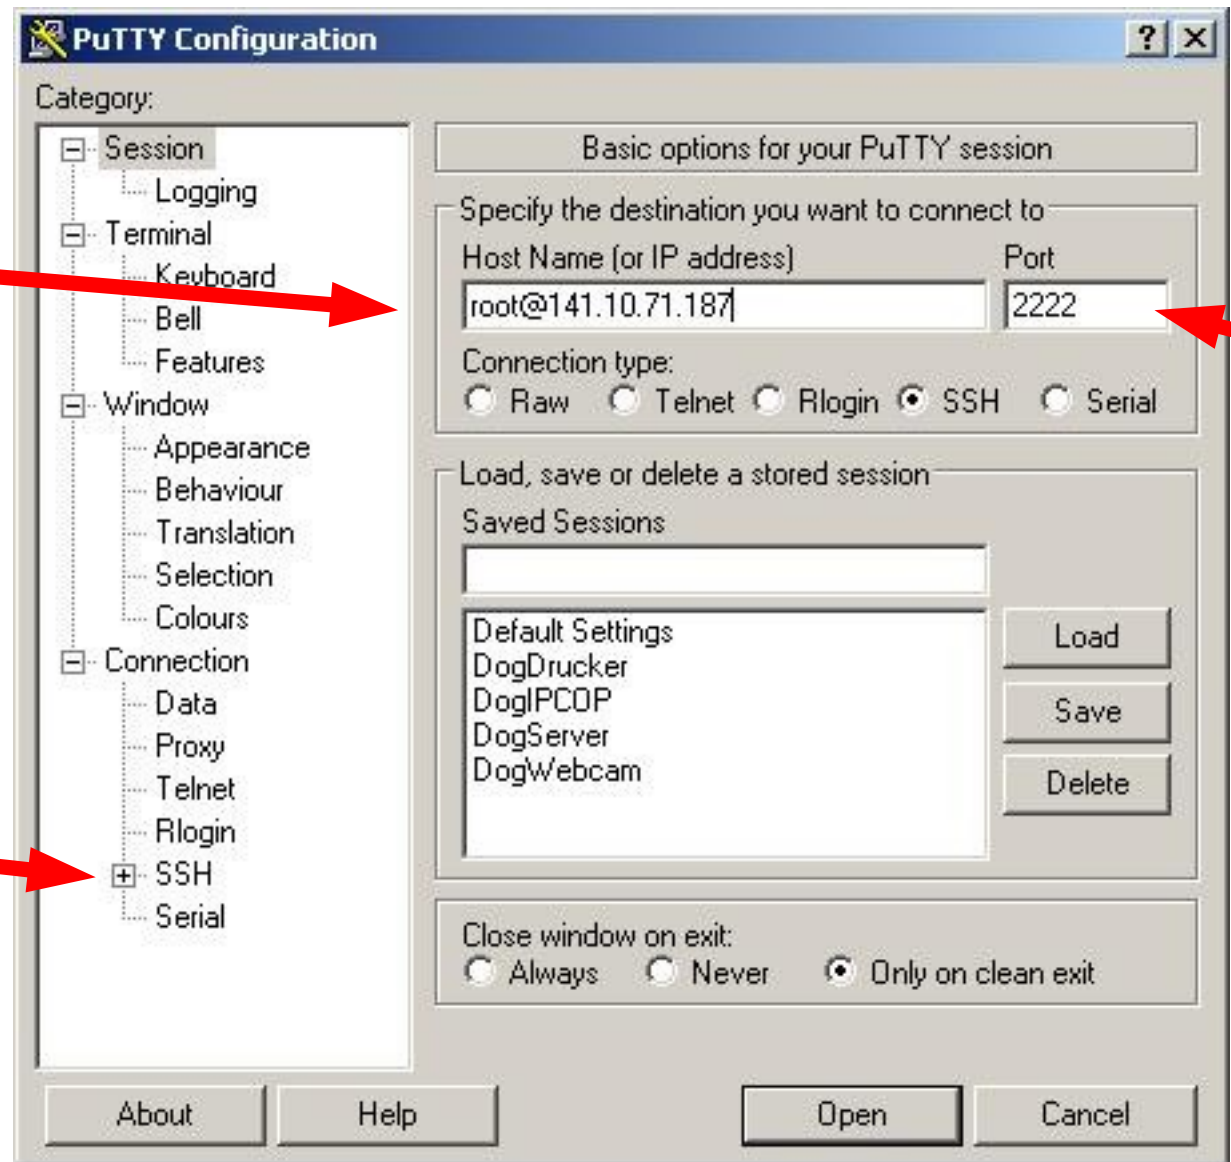 PuTTY Configuration
Category:
Session
Logging
Terminal
Keyboard
Bell
Features
Window
Appearance
Behaviour
Translation
Selection
Colours
Connection
Data
Proxy
Telnet
Rlogin
SSH
Serial
Basic options for your PuTTY session
Specify the destination you want to connect to
Host Name (or IP address) Port
root@141.10.71.187 2222
Connection type:
Raw Telnet Rlogin SSH Serial
Load, save or delete a stored session
Saved Sessions
Default Settings
DogDrucker
DogIPCOP
DogServer
DogWebcam
Load
Save
Delete
Close window on exit:
Always Never Only on clean exit
About Help Open Cancel